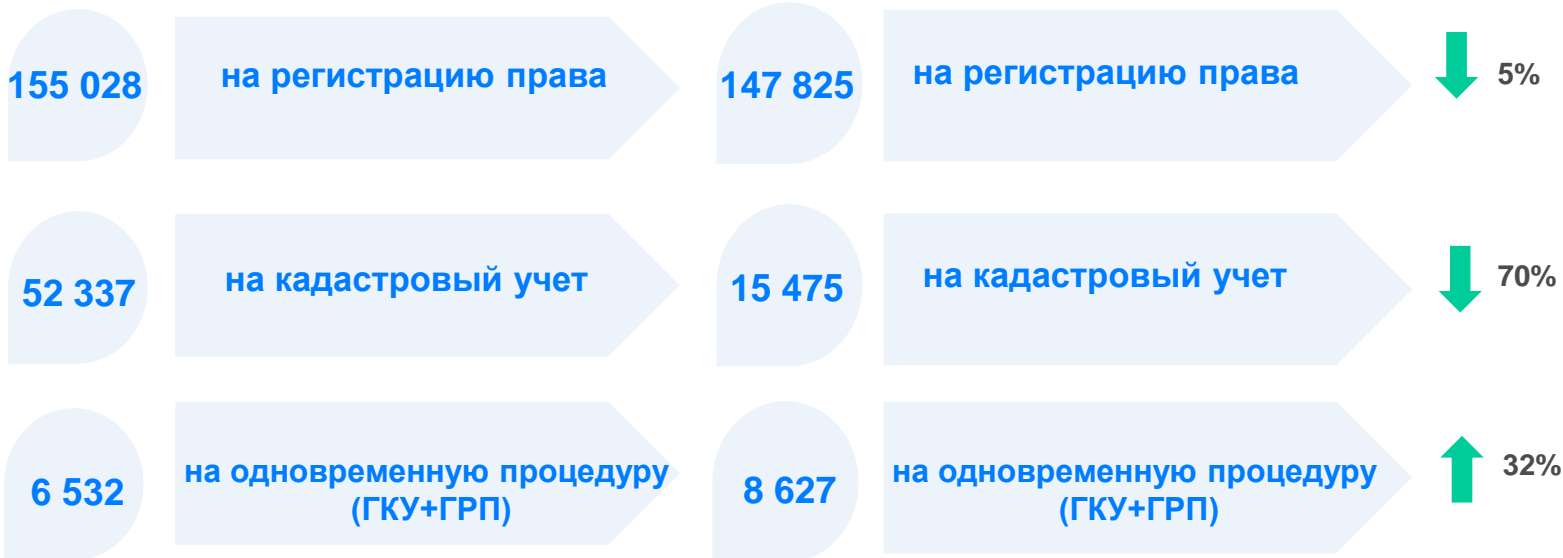 155 028
на регистрацию права
147 825
на регистрацию права
5%
52 337
на кадастровый учет
15 475
на кадастровый учет
70%
6 532
на одновременную процедуру
(ГКУ+ГРП)
8 627
на одновременную процедуру
(ГКУ+ГРП)
32%